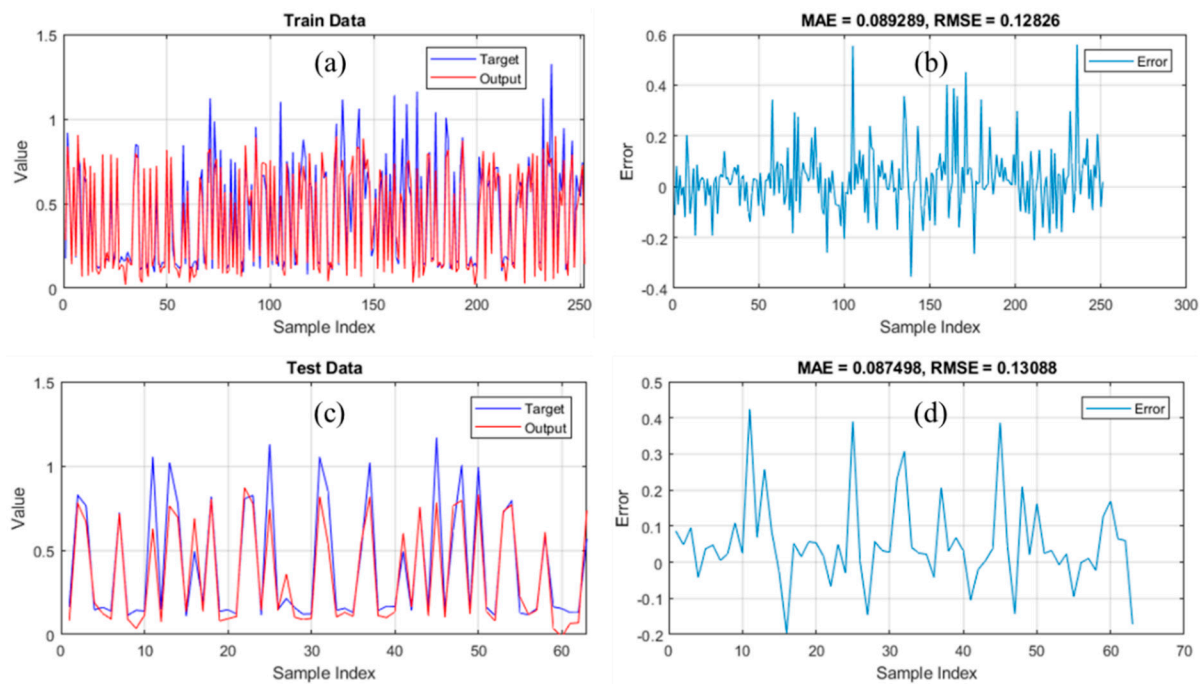 Train Data
1.5
1
0.5
0
Value
(a)
Target
Output
0
50
100
150
200
250
Sample Index
MAE = 0.089289, RMSE = 0.12826
0.6
0.4
0.2
0
-0.2
-0.4
Error
(b)
Error
0
50
100
150
200
250
300
Sample Index
Test Data
1.5
1
0.5
0
Value
(c)
Target
Output
0
10
20
30
40
50
60
Sample Index
MAE = 0.087498, RMSE = 0.13088
0.5
0.4
0.3
0.2
0.1
0
-0.1
-0.2
Error
(d)
Error
0
10
20
30
40
50
60
70
Sample Index